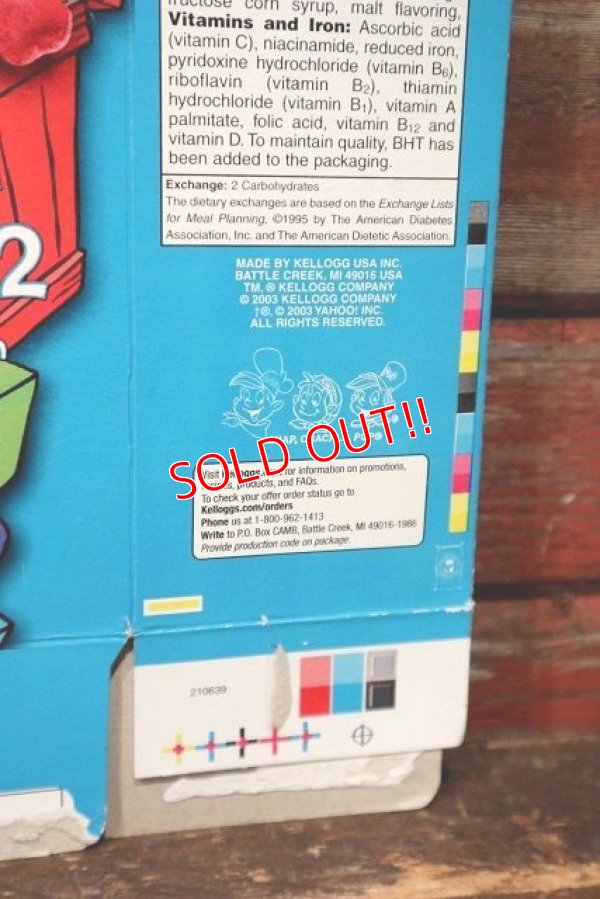 fructose corn syrup, malt flavoring,
Vitamins and Iron: Ascorbic acid
(vitamin C), niacinamide, reduced iron,
pyridoxine hydrochloride (vitamin B6),
riboflavin (vitamin B2), thiamin
hydrochloride (vitamin B1), vitamin A
palmitate, folic acid, vitamin B12 and
vitamin D. To maintain quality, BHT has
been added to the packaging.
Exchange: 2 Carbohydrates
The dietary exchanges are based on the Exchange Lists
for Meal Planning, ©1995 by The American Diabetes
Association, Inc. and The American Dietetic Association.
2
MADE BY KELLOGG USA INC.
BATTLE CREEK, MI 49016 USA
TM, ® KELLOGG COMPANY
© 2003 KELLOGG COMPANY
†®, © 2003 YAHOO! INC.
ALL RIGHTS RESERVED.
SOLD OUT!!
Visit for information on promotions,
products, and FAQs.
To check your offer order status go to
Kelloggs.com/orders
Phone us at 1-800-962-1413
Write to P.O. Box CAMB, Battle Creek, MI 49016-1986
Provide production code on package.
210639